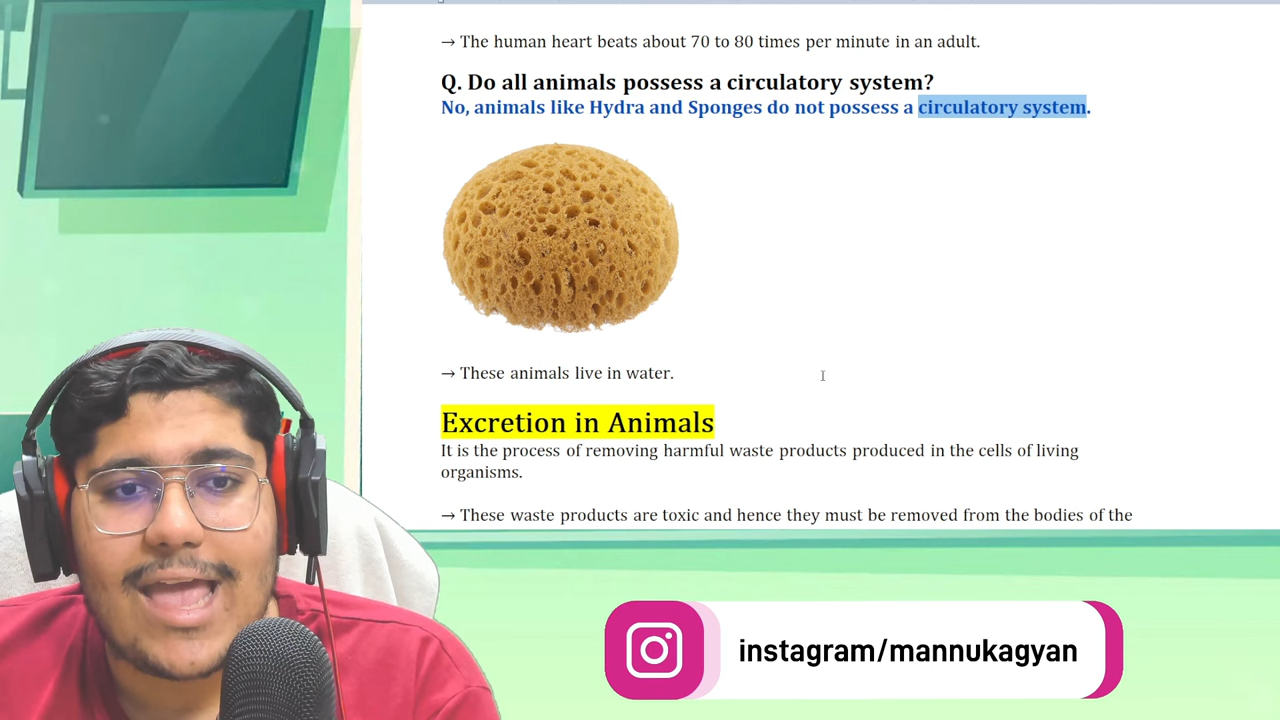 → The human heart beats about 70 to 80 times per minute in an adult.
Q. Do all animals possess a circulatory system?
No, animals like Hydra and Sponges do not possess a circulatory system.
→ These animals live in water.
Excretion in Animals
It is the process of removing harmful waste products produced in the cells of living
organisms.
→ These waste products are toxic and hence they must be removed from the bodies of the
instagram/mannukagyan